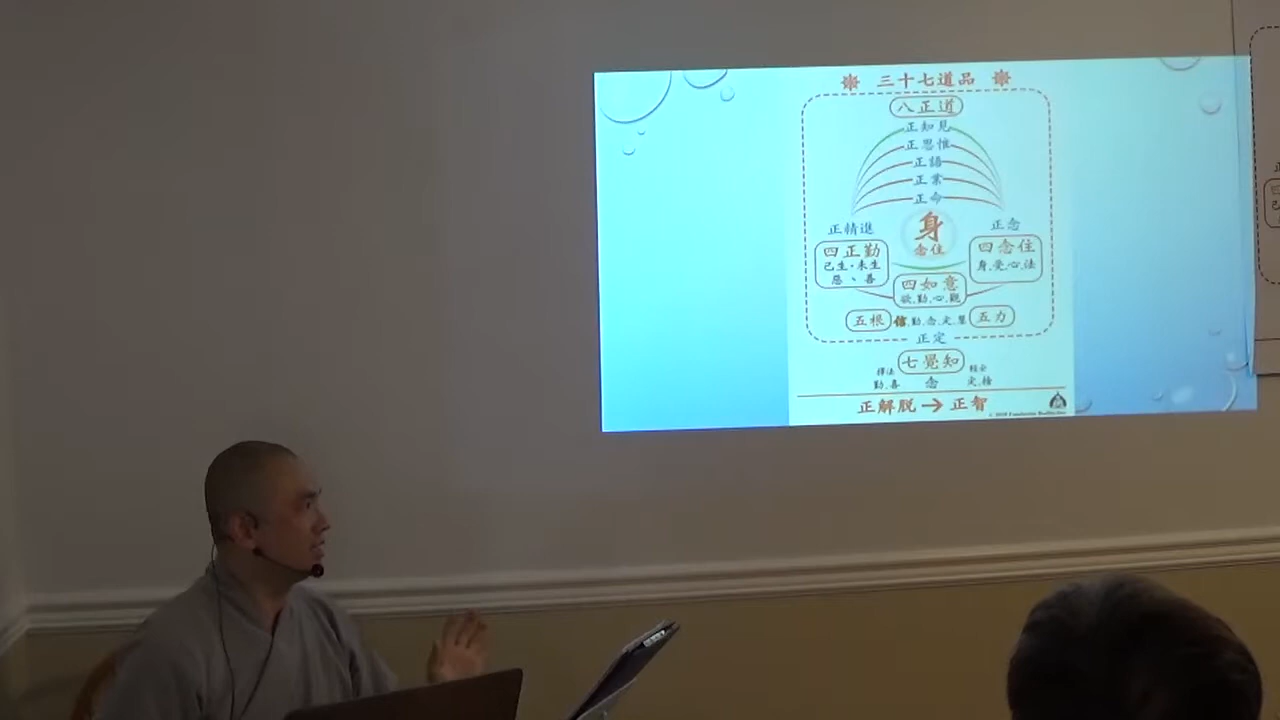 三十七道品
八正道
正知見
正思惟
正語
正業
正命
正精進
正念
身
念住
四正勤
已生·未生
惡、善
四念住
身,受,心,法
四如意
欲,勤,心,觀
五根 信,勤,念,定,慧 五力
正定
七覺知
擇法
輕安
勤,喜 念 定,捨
正解脱→正智